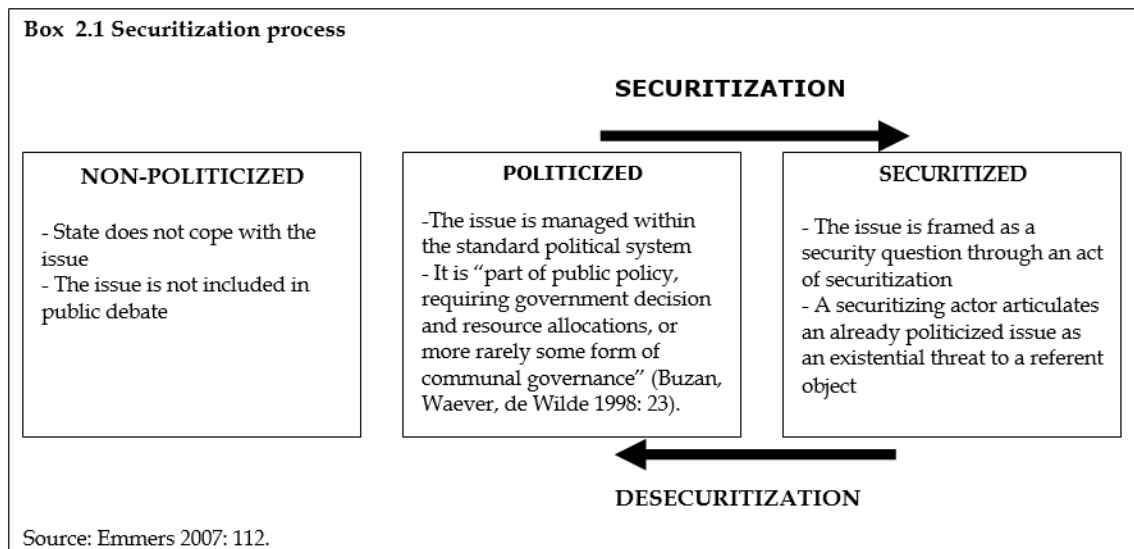 Box 2.1 Securitization process
SECURITIZATION
NON-POLITICIZED
- State does not cope with the
issue
- The issue is not included in
public debate
POLITICIZED
-The issue is managed within
the standard political system
- It is “part of public policy,
requiring government decision
and resource allocations, or
more rarely some form of
communal governance” (Buzan,
Waever, de Wilde 1998: 23).
SECURITIZED
- The issue is framed as a
security question through an act
of securitization
- A securitizing actor articulates
an already politicized issue as
an existential threat to a referent
object
DESECURITIZATION
Source: Emmers 2007: 112.